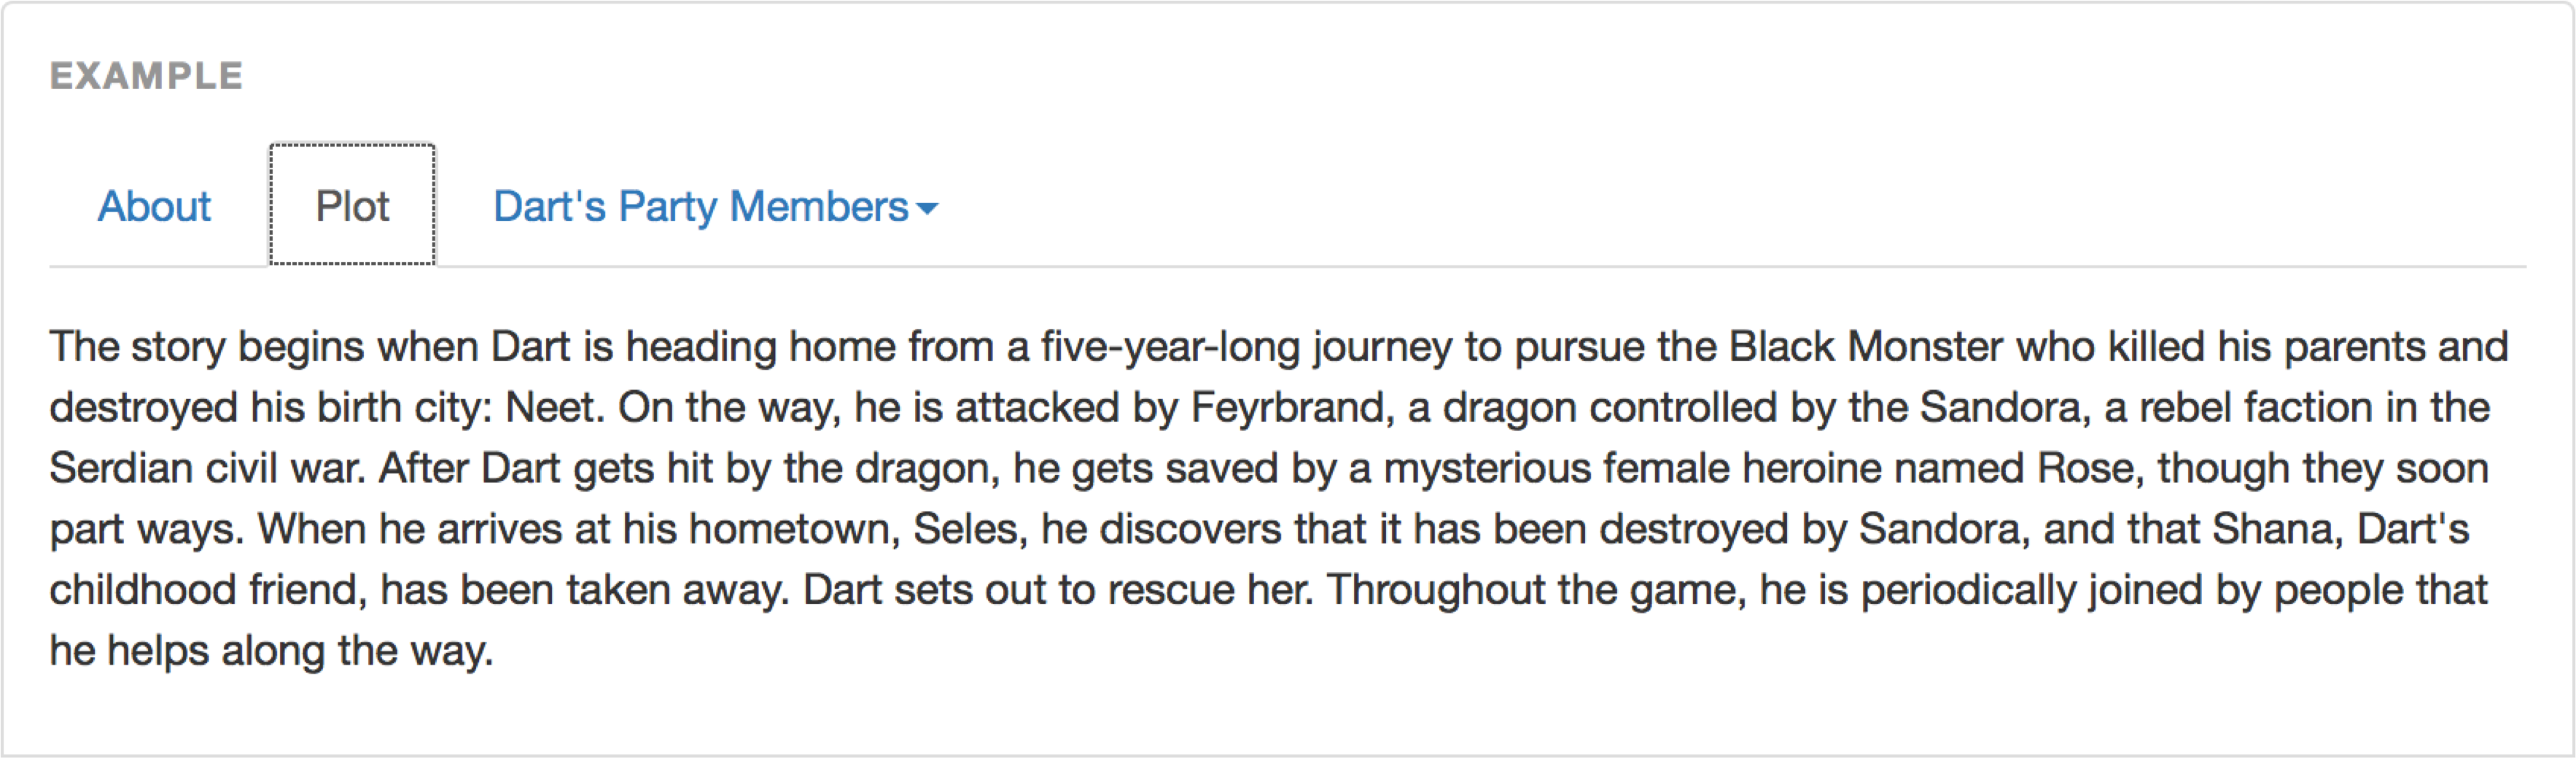 EXAMPLE
About Plot Dart's Party Members
The story begins when Dart is heading home from a five-year-long journey to pursue the Black Monster who killed his parents and
destroyed his birth city: Neet. On the way, he is attacked by Feyrbrand, a dragon controlled by the Sandora, a rebel faction in the
Serdian civil war. After Dart gets hit by the dragon, he gets saved by a mysterious female heroine named Rose, though they soon
part ways. When he arrives at his hometown, Seles, he discovers that it has been destroyed by Sandora, and that Shana, Dart's
childhood friend, has been taken away. Dart sets out to rescue her. Throughout the game, he is periodically joined by people that
he helps along the way.